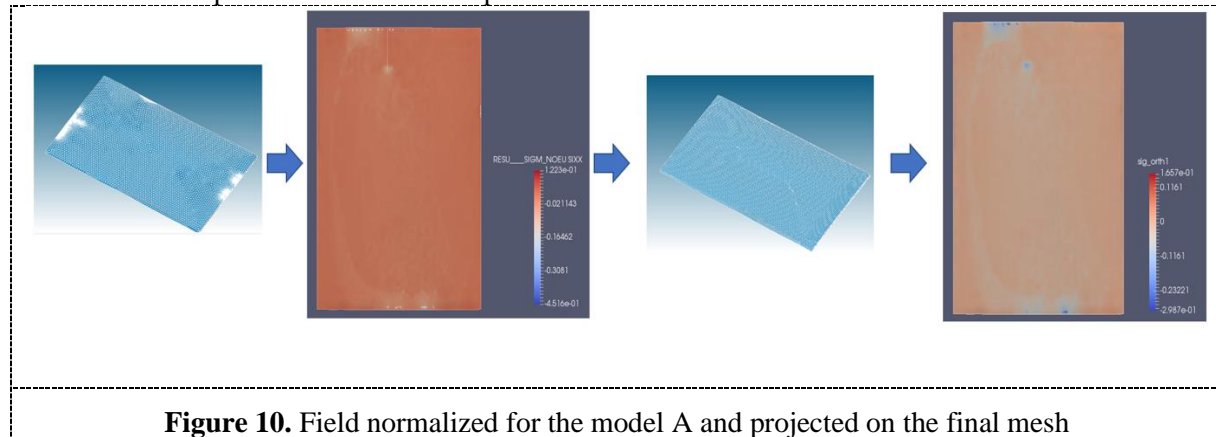 RESU___SIGM_NOEU SIXX
1.223e-01
-0.021143
-0.16462
-0.3081
-4.516e-01
sig_orth1
1.657e-01
0.1161
0
-0.1161
-0.23221
-2.987e-01
Figure 10. Field normalized for the model A and projected on the final mesh